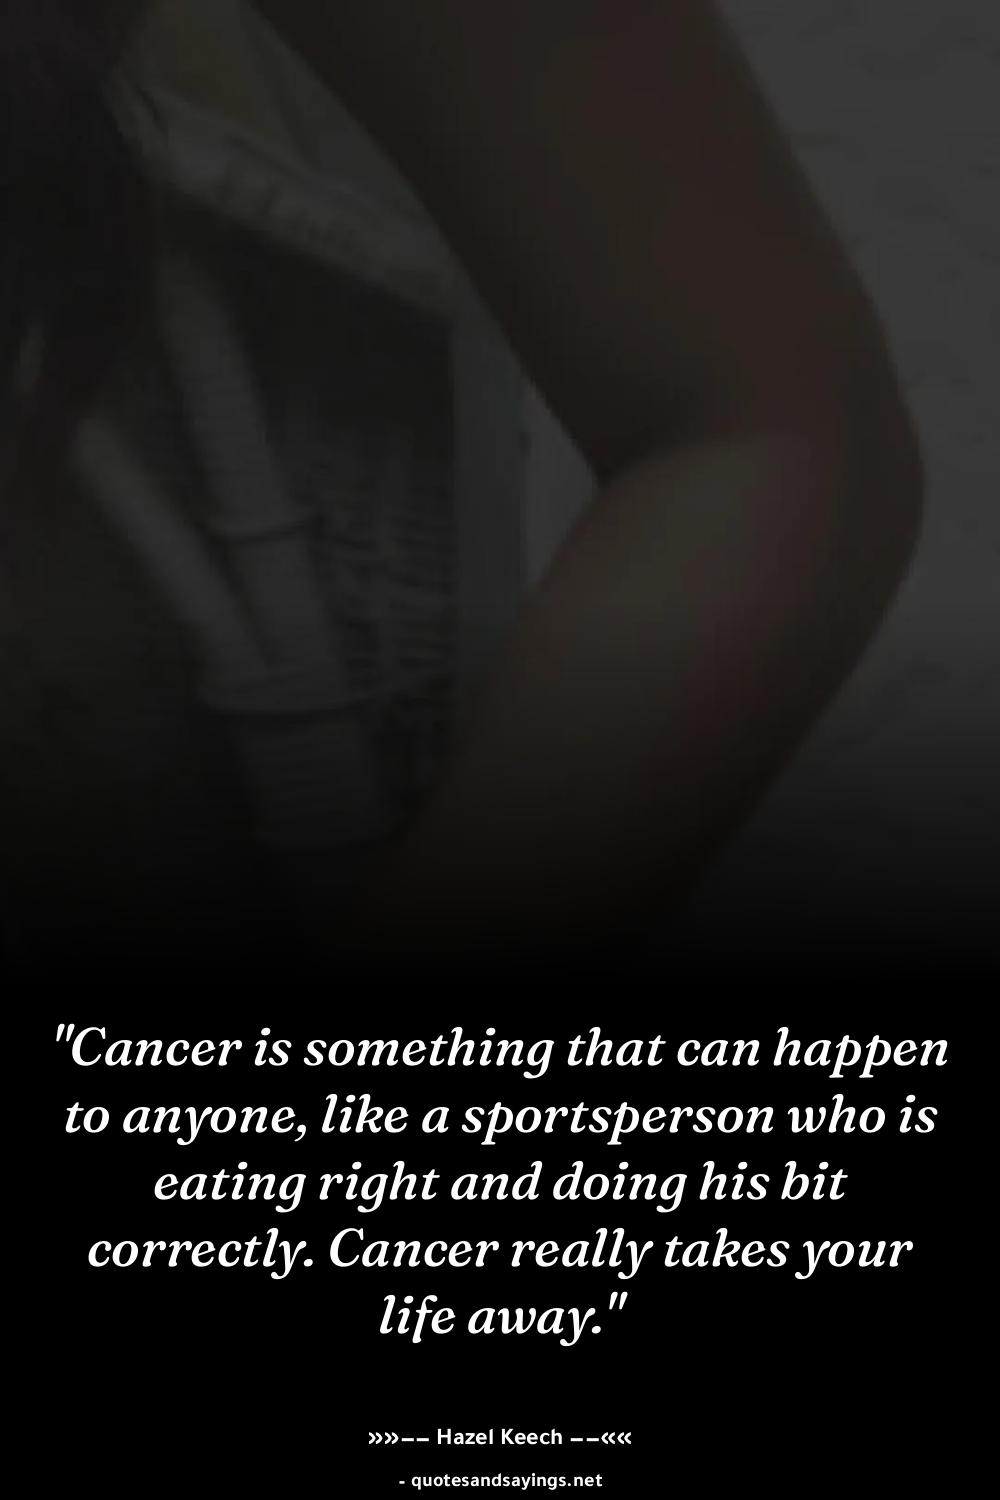 "Cancer is something that can happen
to anyone, like a sportsperson who is
eating right and doing his bit
correctly. Cancer really takes your
life away."
»»–– Hazel Keech ––««
- quotesandsayings.net